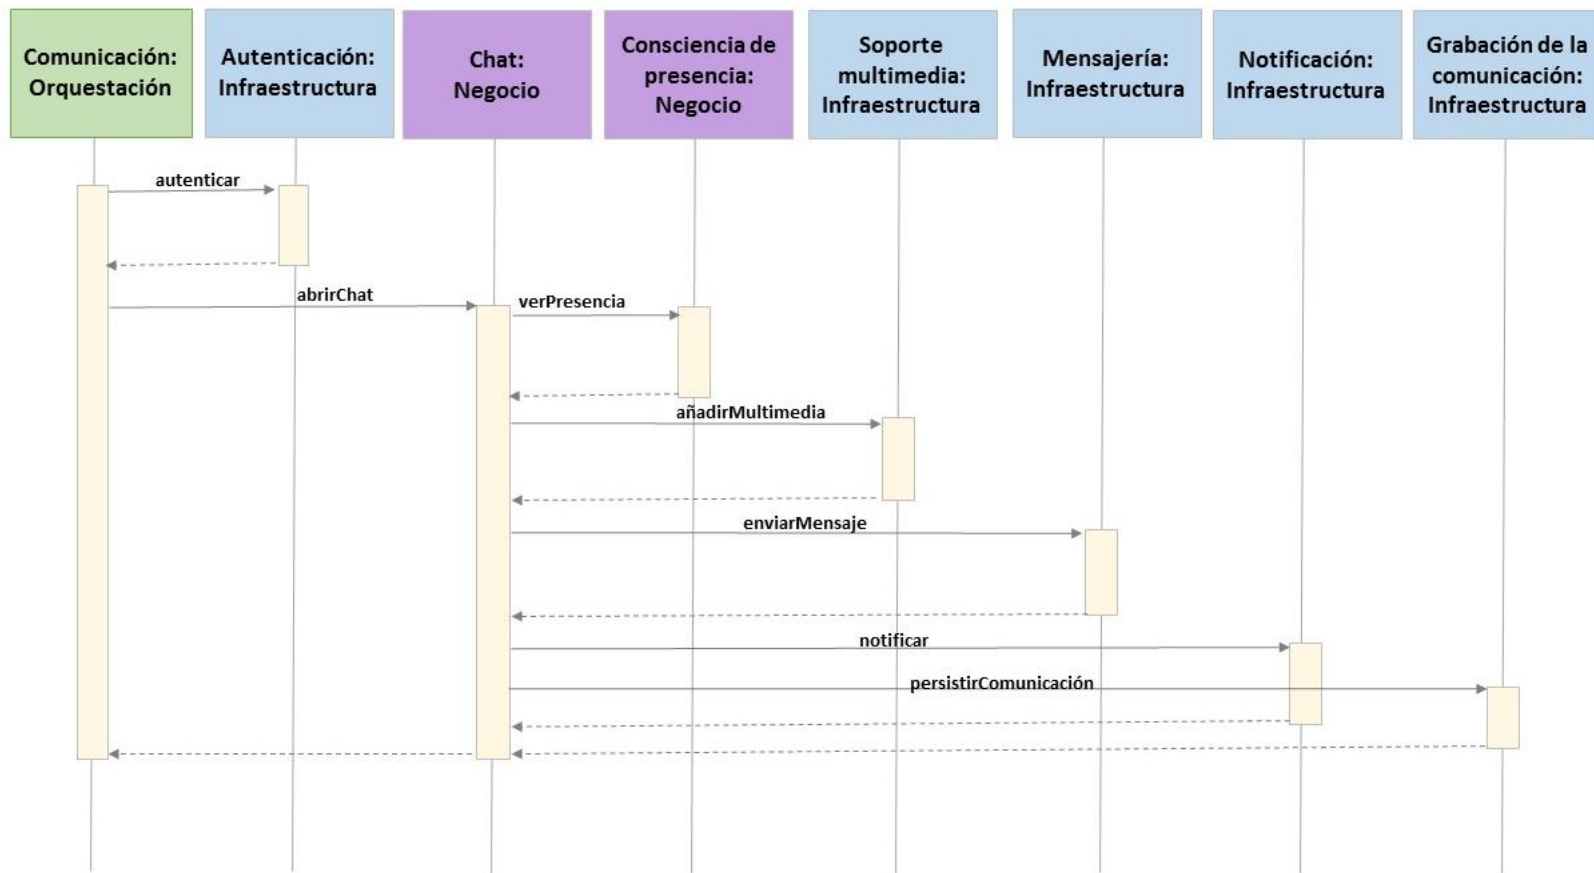 Comunicación:
Orquestación
Autenticación:
Infraestructura
Chat:
Negocio
Consciencia de
presencia:
Negocio
Soporte
multimedia:
Infraestructura
Mensajería:
Infraestructura
Notificación:
Infraestructura
Grabación de la
comunicación:
Infraestructura
autenticar
abrirChat
verPresencia
añadirMultimedia
enviarMensaje
notificar
persistirComunicación